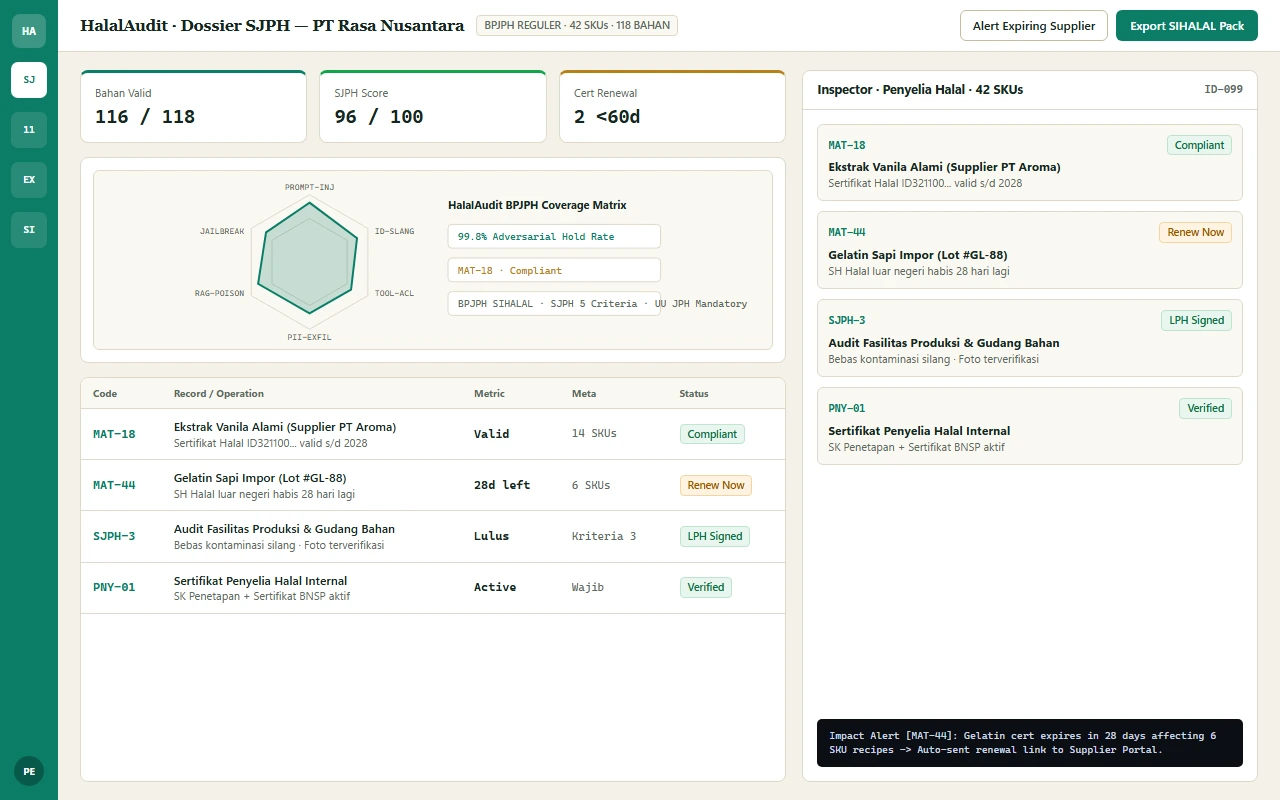 HA
SJ
11
EX
SI
PE
HalalAudit · Dossier SJPH — PT Rasa Nusantara
BPJPH REGULER · 42 SKUs · 118 BAHAN
Alert Expiring Supplier
Export SIHALAL Pack
Bahan Valid
116 / 118
SJPH Score
96 / 100
Cert Renewal
2 <60d
PROMPT-INJ
JAILBREAK
ID-SLANG
RAG-POISON
TOOL-ACL
PII-EXFIL
HalalAudit BPJPH Coverage Matrix
99.8% Adversarial Hold Rate
MAT-18 · Compliant
BPJPH SIHALAL · SJPH 5 Criteria · UU JPH Mandatory
Code Record / Operation Metric Meta Status
MAT-18 Ekstrak Vanila Alami (Supplier PT Aroma) Valid 14 SKUs Compliant
Sertifikat Halal ID321100... valid s/d 2028
MAT-44 Gelatin Sapi Impor (Lot #GL-88) 28d left 6 SKUs Renew Now
SH Halal luar negeri habis 28 hari lagi
SJPH-3 Audit Fasilitas Produksi & Gudang Bahan Lulus Kriteria 3 LPH Signed
Bebas kontaminasi silang · Foto terverifikasi
PNY-01 Sertifikat Penyelia Halal Internal Active Wajib Verified
SK Penetapan + Sertifikat BNSP aktif
Inspector · Penyelia Halal · 42 SKUs
ID-099
MAT-18 Compliant
Ekstrak Vanila Alami (Supplier PT Aroma)
Sertifikat Halal ID321100... valid s/d 2028
MAT-44 Renew Now
Gelatin Sapi Impor (Lot #GL-88)
SH Halal luar negeri habis 28 hari lagi
SJPH-3 LPH Signed
Audit Fasilitas Produksi & Gudang Bahan
Bebas kontaminasi silang · Foto terverifikasi
PNY-01 Verified
Sertifikat Penyelia Halal Internal
SK Penetapan + Sertifikat BNSP aktif
Impact Alert [MAT-44]: Gelatin cert expires in 28 days affecting 6
SKU recipes -> Auto-sent renewal link to Supplier Portal.